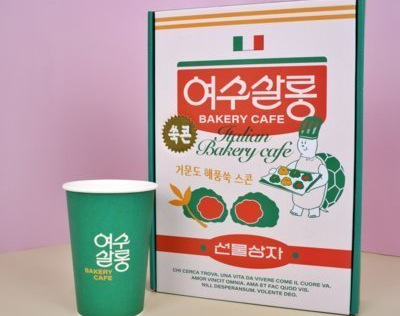 여수살롱
BAKERY CAFE
쑥콘
Italian
Bakery cafe
거문도 해풍쑥 스콘
선물상자
CHI CERCA TROVA, UNA VITA DA VIVERE COME IL CUORE VA.
AMOR VINCIT OMNIA. AMA ET FAC QUOD VIS.
NILL DESPERANSUM. VOLENTE DEO.
여수
살롱
BAKERY
CAFE